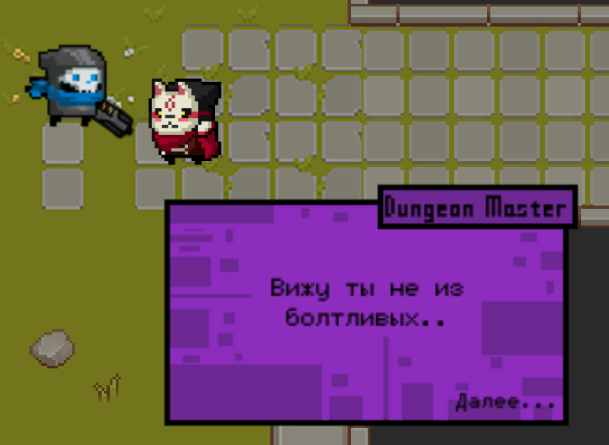 Dungeon Master
Вижу ты не из
болтливых..
Далее...